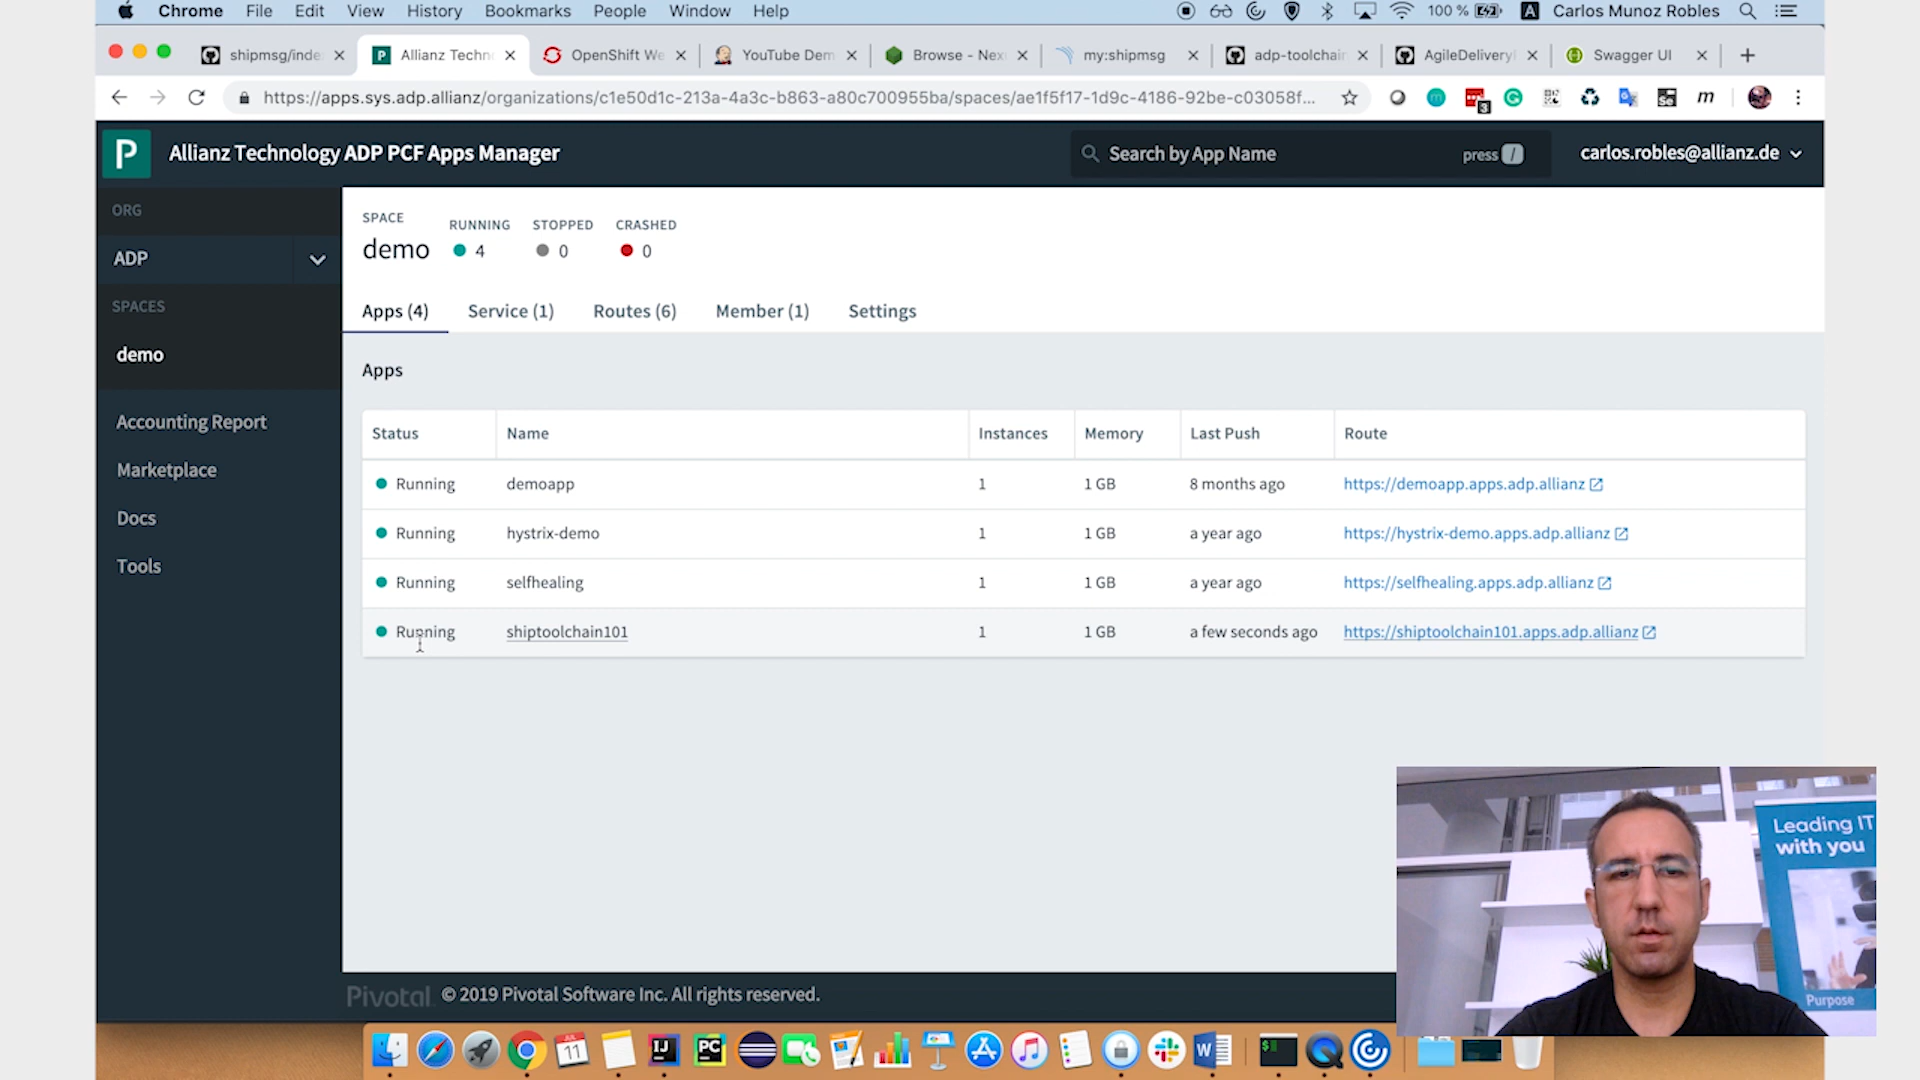 Chrome File Edit View History Bookmarks People Window Help 100 % A Carlos Munoz Robles
shipmsg/inde Allianz Techn OpenShift We YouTube Dem Browse - Nex my:shipmsg adp-toolchain AgileDelivery Swagger UI
https://apps.sys.adp.allianz/organizations/c1e50d1c-213a-4a3c-b863-a80c700955ba/spaces/ae1f5f17-1d9c-4186-92be-c03058f...
P Allianz Technology ADP PCF Apps Manager Search by App Name press / carlos.robles@allianz.de
ORG
ADP
SPACES
demo
Accounting Report
Marketplace
Docs
Tools
SPACE RUNNING STOPPED CRASHED
demo 4 0 0
Apps (4) Service (1) Routes (6) Member (1) Settings
Apps
Status Name Instances Memory Last Push Route
Running demoapp 1 1 GB 8 months ago https://demoapp.apps.adp.allianz
Running hystrix-demo 1 1 GB a year ago https://hystrix-demo.apps.adp.allianz
Running selfhealing 1 1 GB a year ago https://selfhealing.apps.adp.allianz
Running shiptoolchain101 1 1 GB a few seconds ago https://shiptoolchain101.apps.adp.allianz
Leading IT
with you
Purpose
Pivotal © 2019 Pivotal Software Inc. All rights reserved.
11 IJ PC W